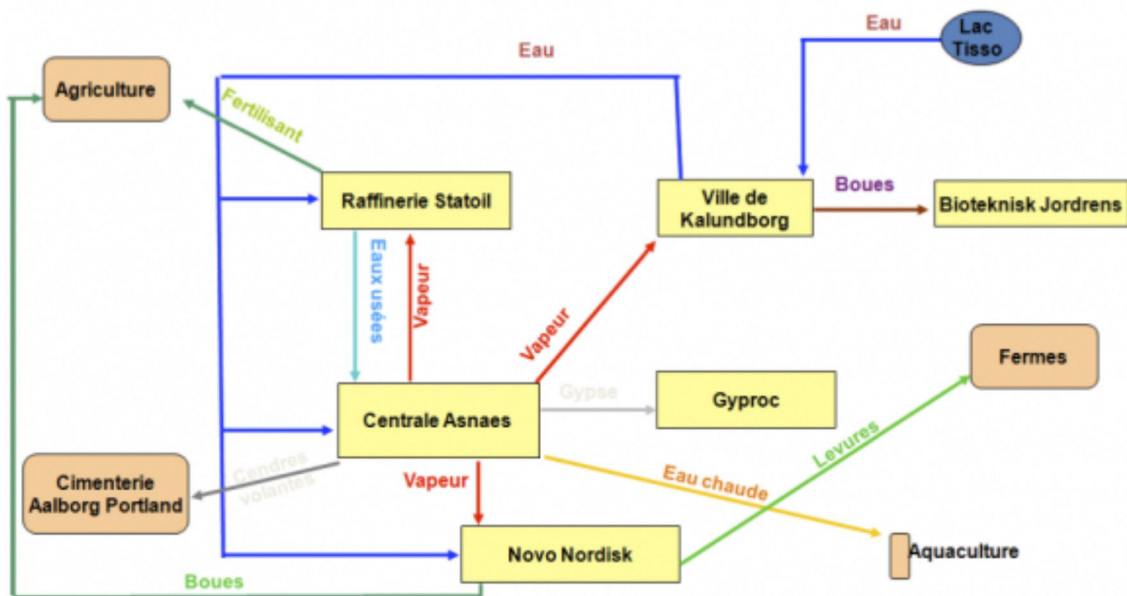 Eau
Eau
Lac
Tisso
Agriculture
Fertilisant
Raffinerie Statoil
Ville de
Kalundborg
Boues
Bioteknisk Jordrens
Eaux usées
Vapeur
Vapeur
Fermes
Centrale Asnaes
Gypse
Gyproc
Levures
Cimenterie
Aalborg Portland
Cendres
volantes
Vapeur
Eau chaude
Novo Nordisk
Aquaculture
Boues